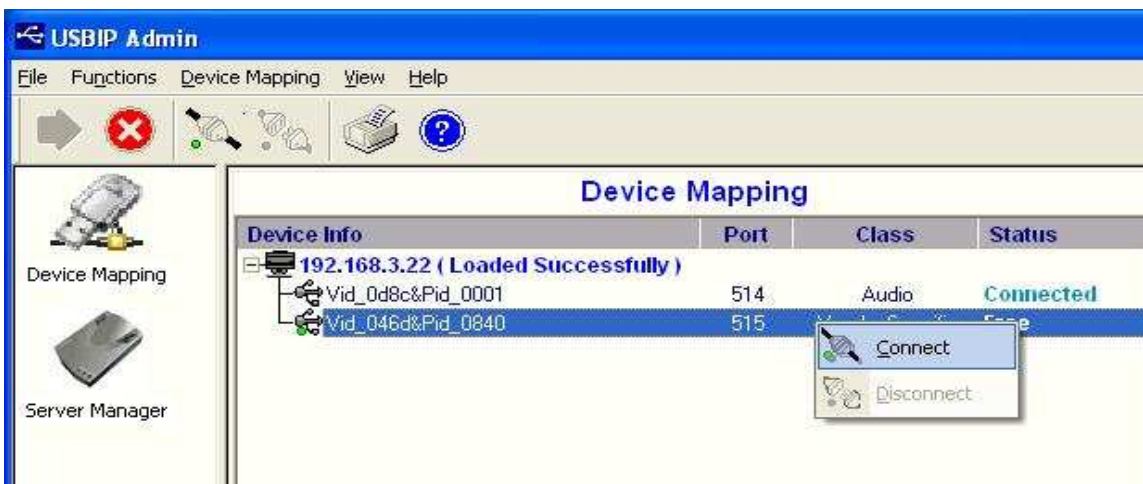 USBIP Admin
File Functions Device Mapping View Help
Device Mapping
Device Info Port Class Status
192.168.3.22 ( Loaded Successfully )
Vid_0d8c&Pid_0001 514 Audio Connected
Vid_046d&Pid_0840 515
Connect
Disconnect
Device Mapping
Server Manager